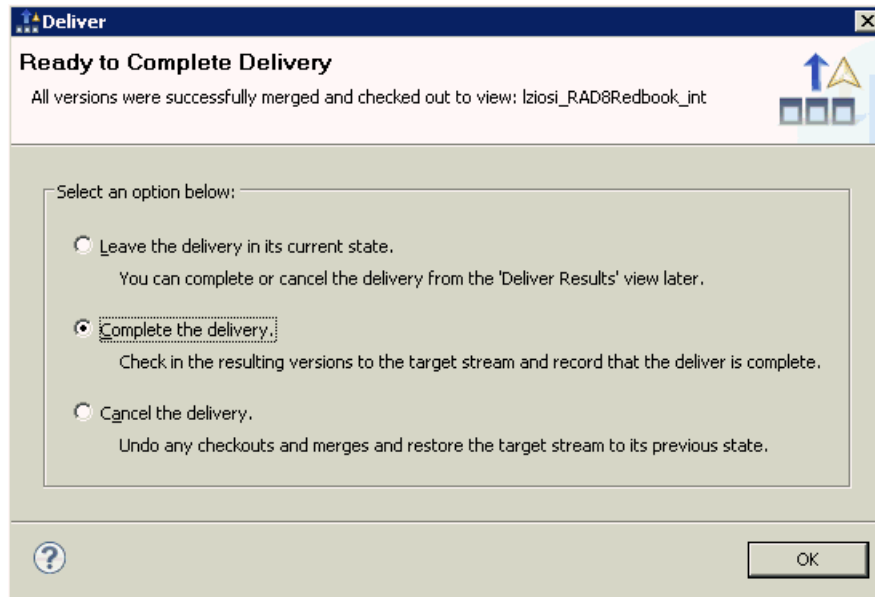 Deliver
Ready to Complete Delivery
All versions were successfully merged and checked out to view: lziosi_RAD8Redbook_int
Select an option below:
Leave the delivery in its current state.
You can complete or cancel the delivery from the 'Deliver Results' view later.
Complete the delivery.
Check in the resulting versions to the target stream and record that the deliver is complete.
Cancel the delivery.
Undo any checkouts and merges and restore the target stream to its previous state.
?
OK